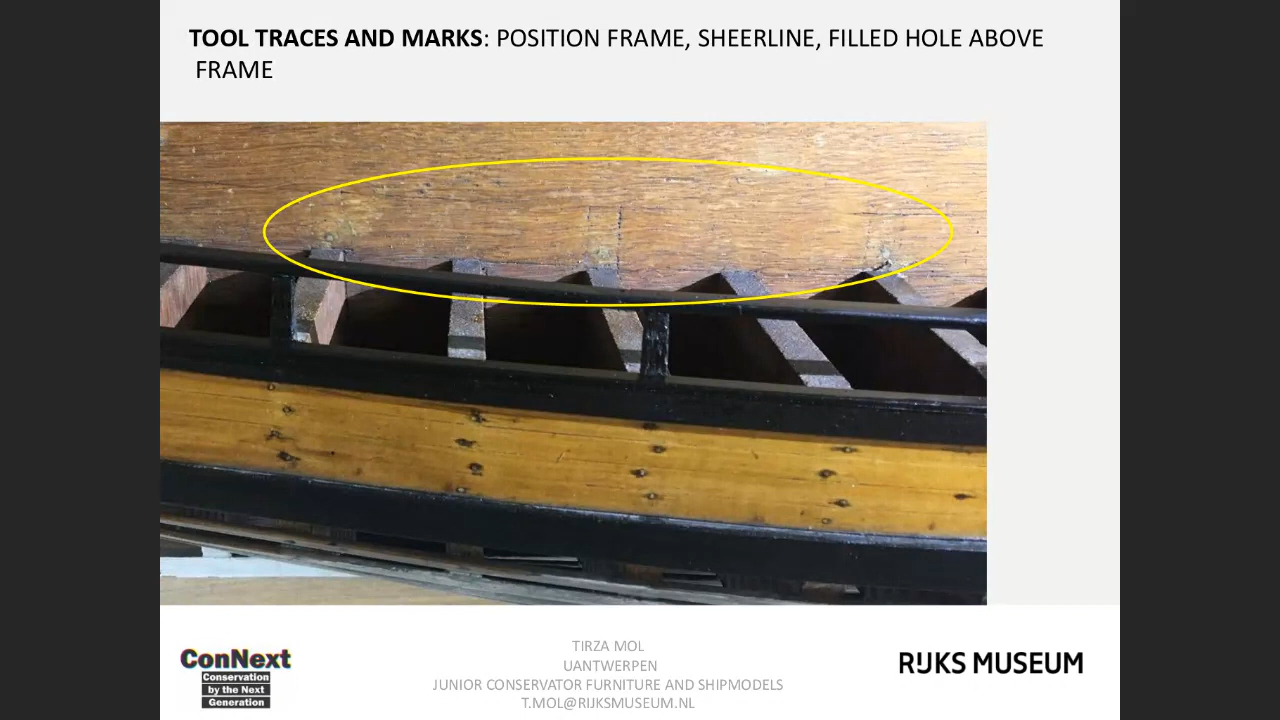 TOOL TRACES AND MARKS: POSITION FRAME, SHEERLINE, FILLED HOLE ABOVE
FRAME
ConNext
Conservation
by the Next
Generation
TIRZA MOL
UANTWERPEN
JUNIOR CONSERVATOR FURNITURE AND SHIPMODELS
T.MOL@RIJKSMUSEUM.NL
RIJKS MUSEUM